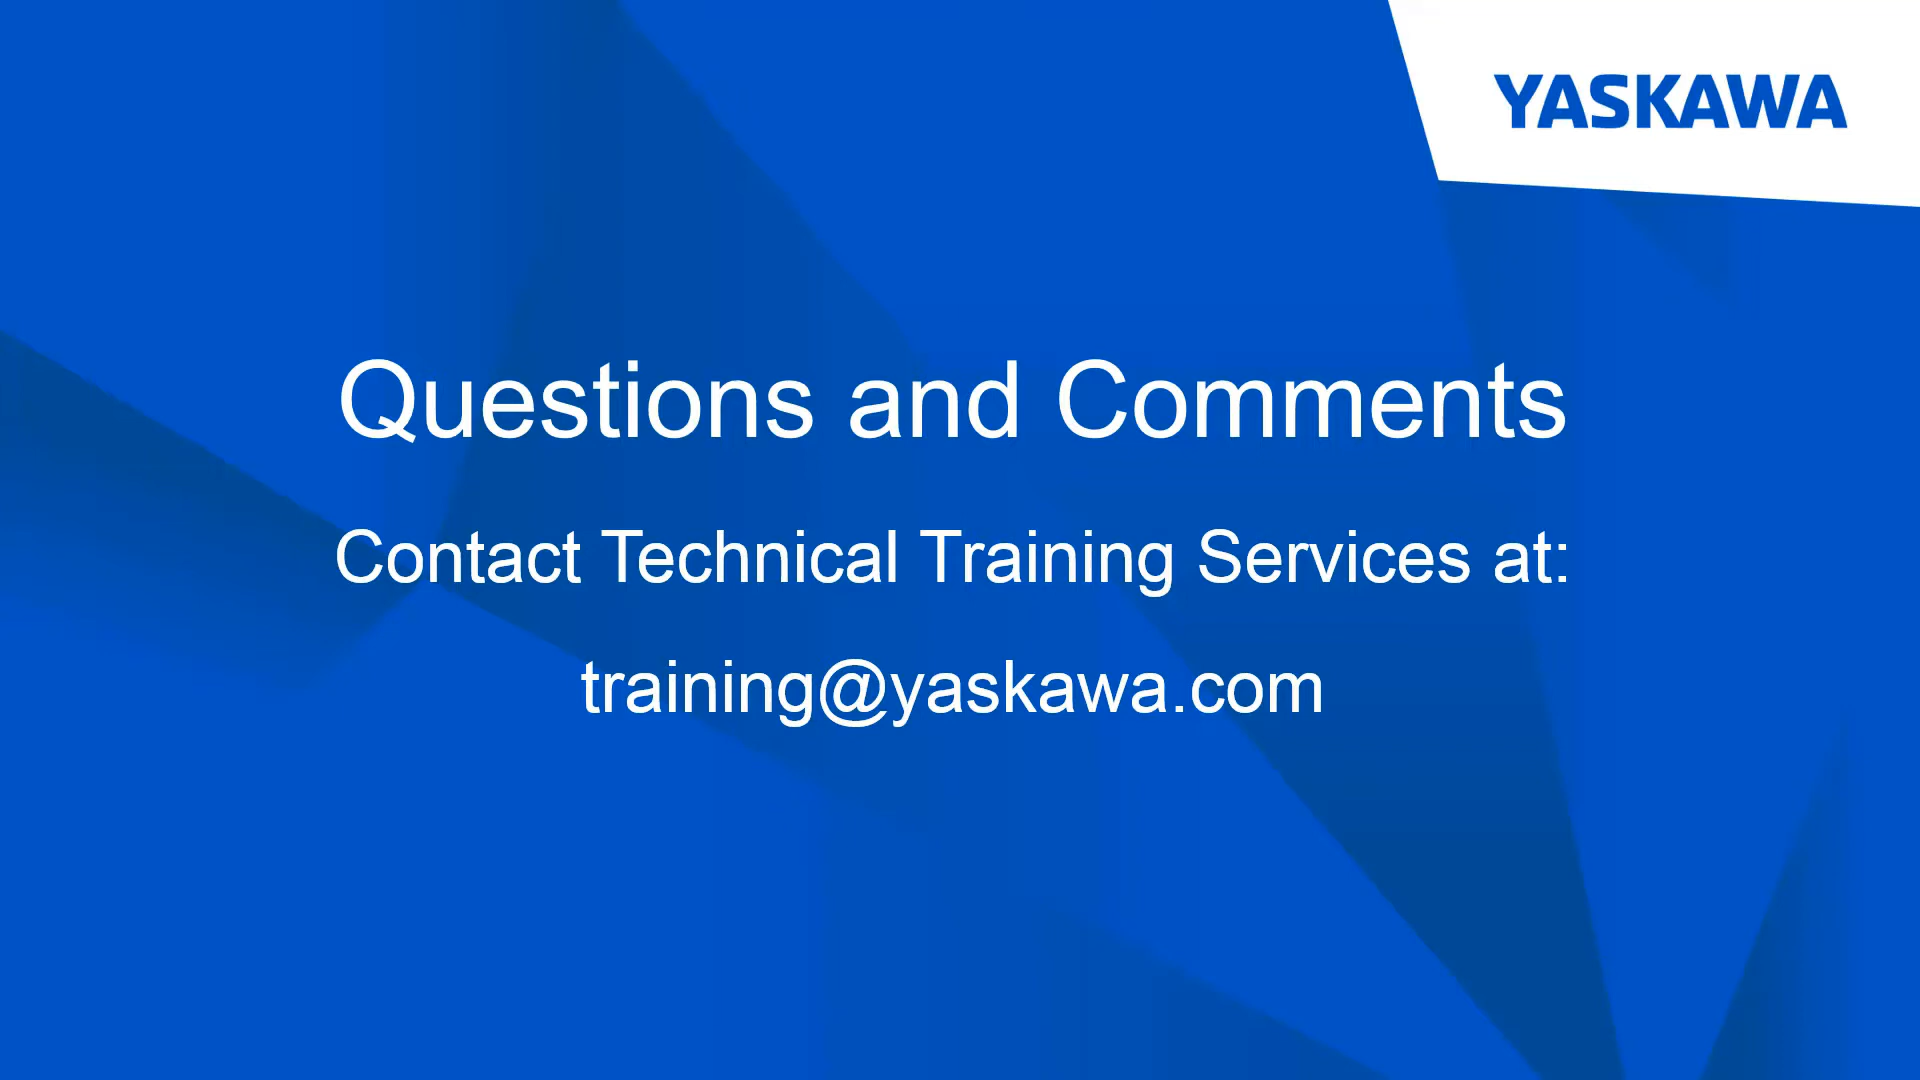 YASKAWA
Questions and Comments
Contact Technical Training Services at:
training@yaskawa.com